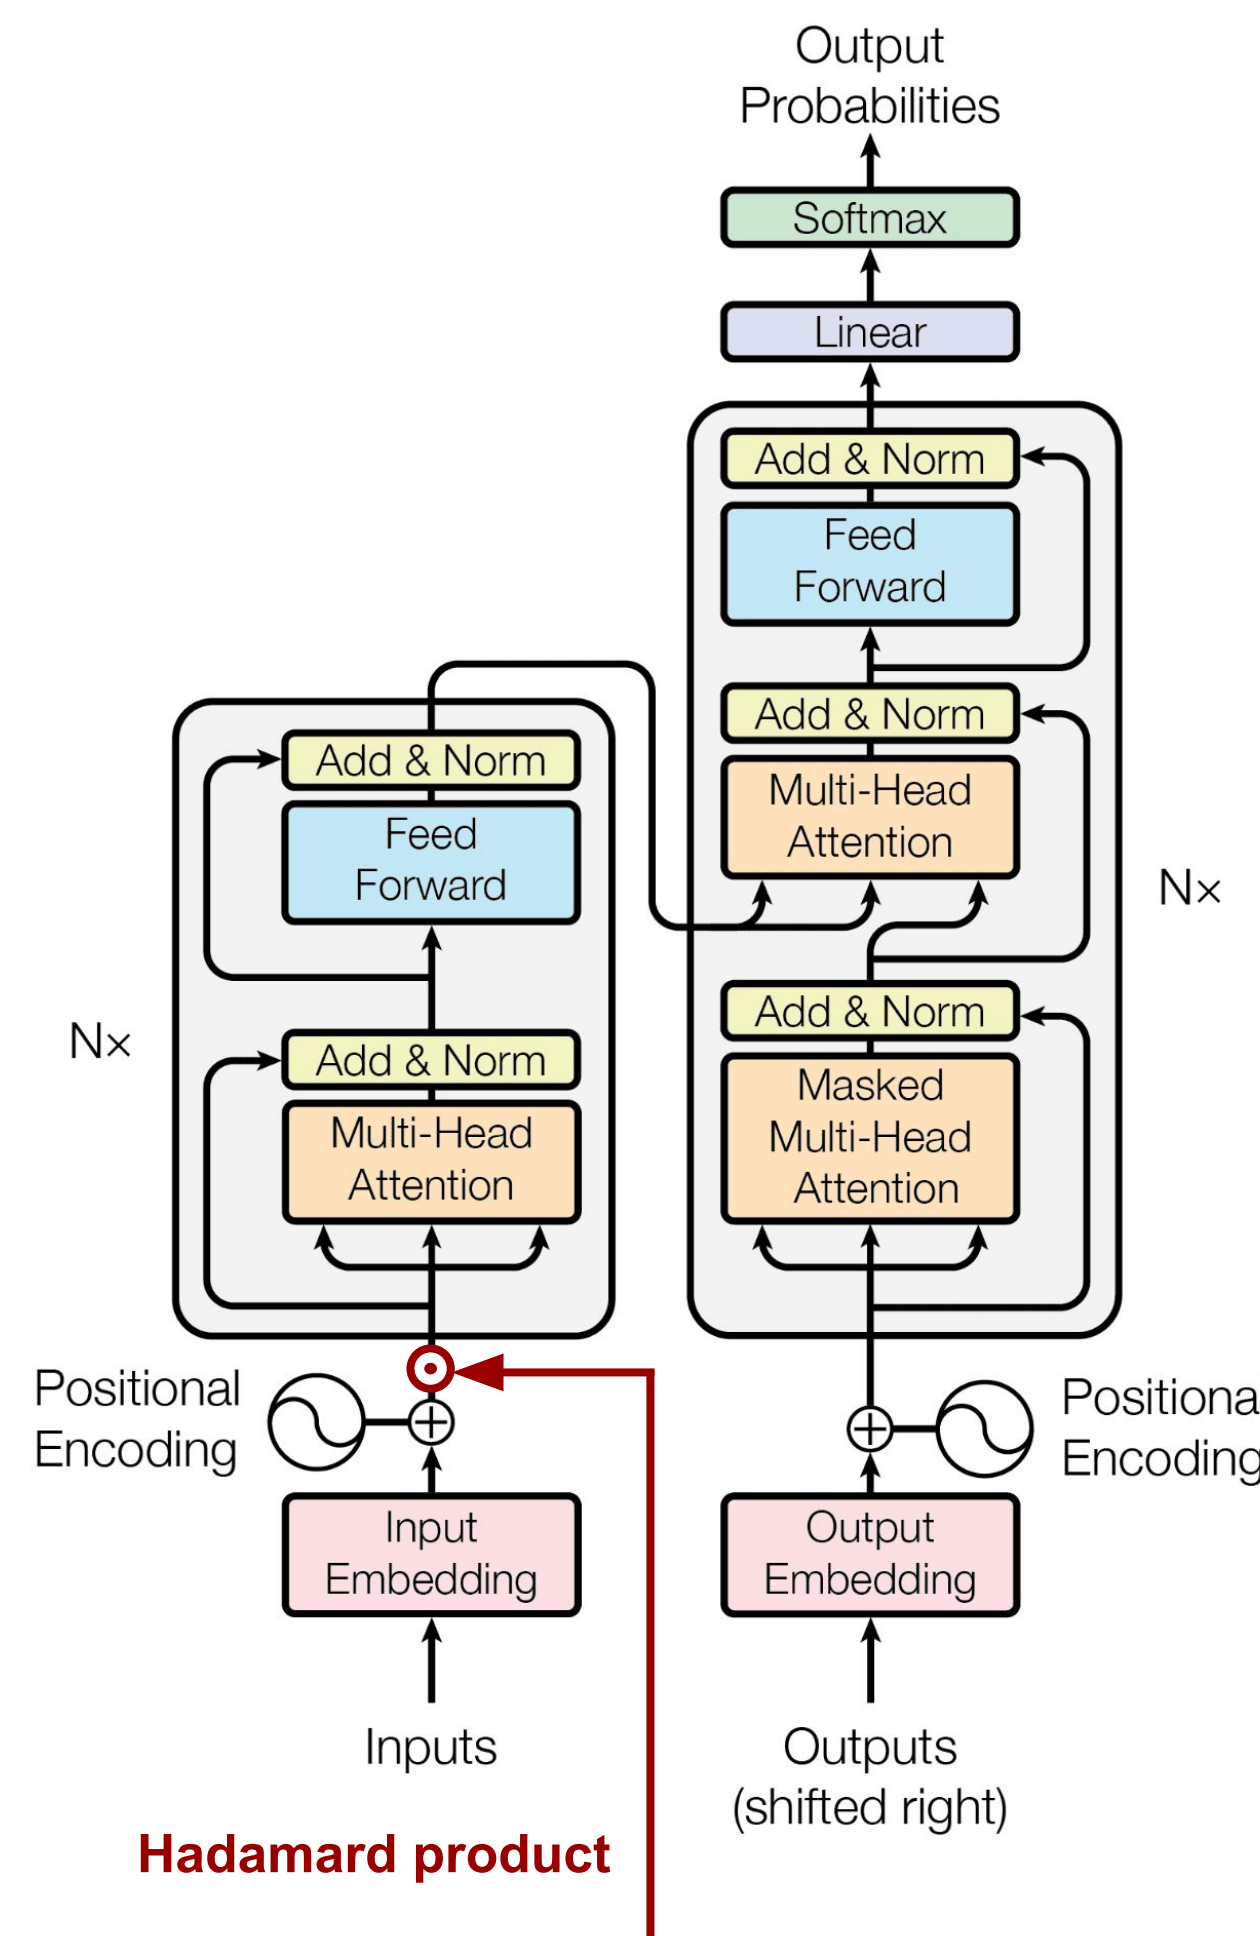 Output
Probabilities
Softmax
Linear
Add & Norm
Feed
Forward
Add & Norm
Multi-Head
Attention
Nx
Add & Norm
Masked
Multi-Head
Attention
Add & Norm
Feed
Forward
Nx
Add & Norm
Multi-Head
Attention
Positional
Encoding
Positiona
Encoding
Input
Embedding
Output
Embedding
Inputs
Outputs
(shifted right)
Hadamard product